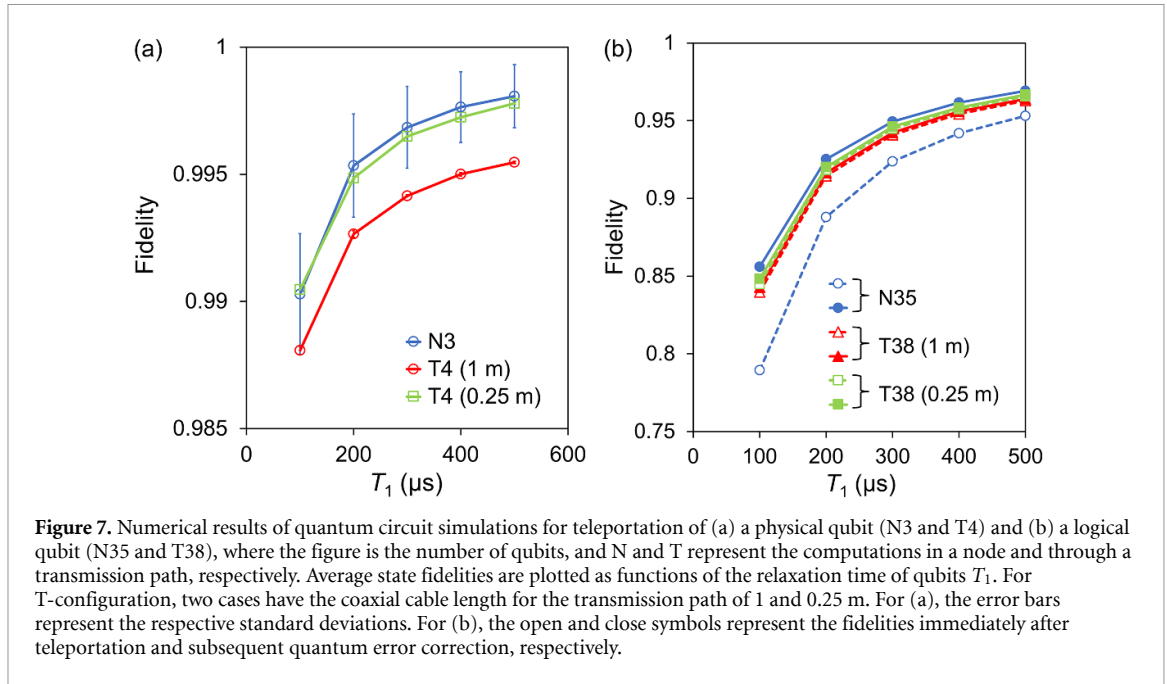 (a)
1
0.995
0.99
0.985
Fidelity
0
200
400
600
T1 (µs)
N3
T4 (1 m)
T4 (0.25 m)
(b)
1
0.95
0.9
0.85
0.8
0.75
Fidelity
0
100
200
300
400
500
T1 (µs)
N35
T38 (1 m)
T38 (0.25 m)
Figure 7. Numerical results of quantum circuit simulations for teleportation of (a) a physical qubit (N3 and T4) and (b) a logical
qubit (N35 and T38), where the figure is the number of qubits, and N and T represent the computations in a node and through a
transmission path, respectively. Average state fidelities are plotted as functions of the relaxation time of qubits T1. For
T-configuration, two cases have the coaxial cable length for the transmission path of 1 and 0.25 m. For (a), the error bars
represent the respective standard deviations. For (b), the open and close symbols represent the fidelities immediately after
teleportation and subsequent quantum error correction, respectively.